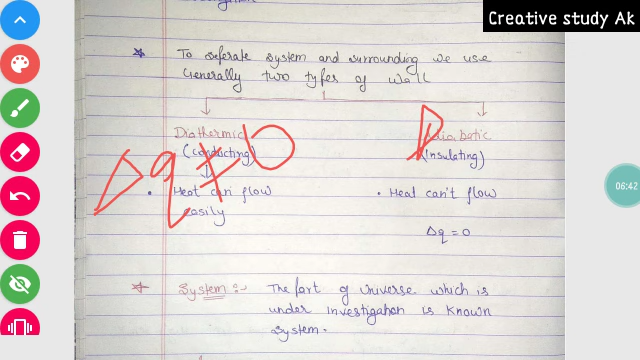 Creative study Ak
* To seferate system and surrounding we use
Generally two types of wall
Diathermic
(conducting)
• Heat can flow
easily
Δq ≠ 0
diabetic
(insulating)
• Heat can't flow
Δq = 0
06:42
* System :- The part of universe which is
under investigation is known
system.